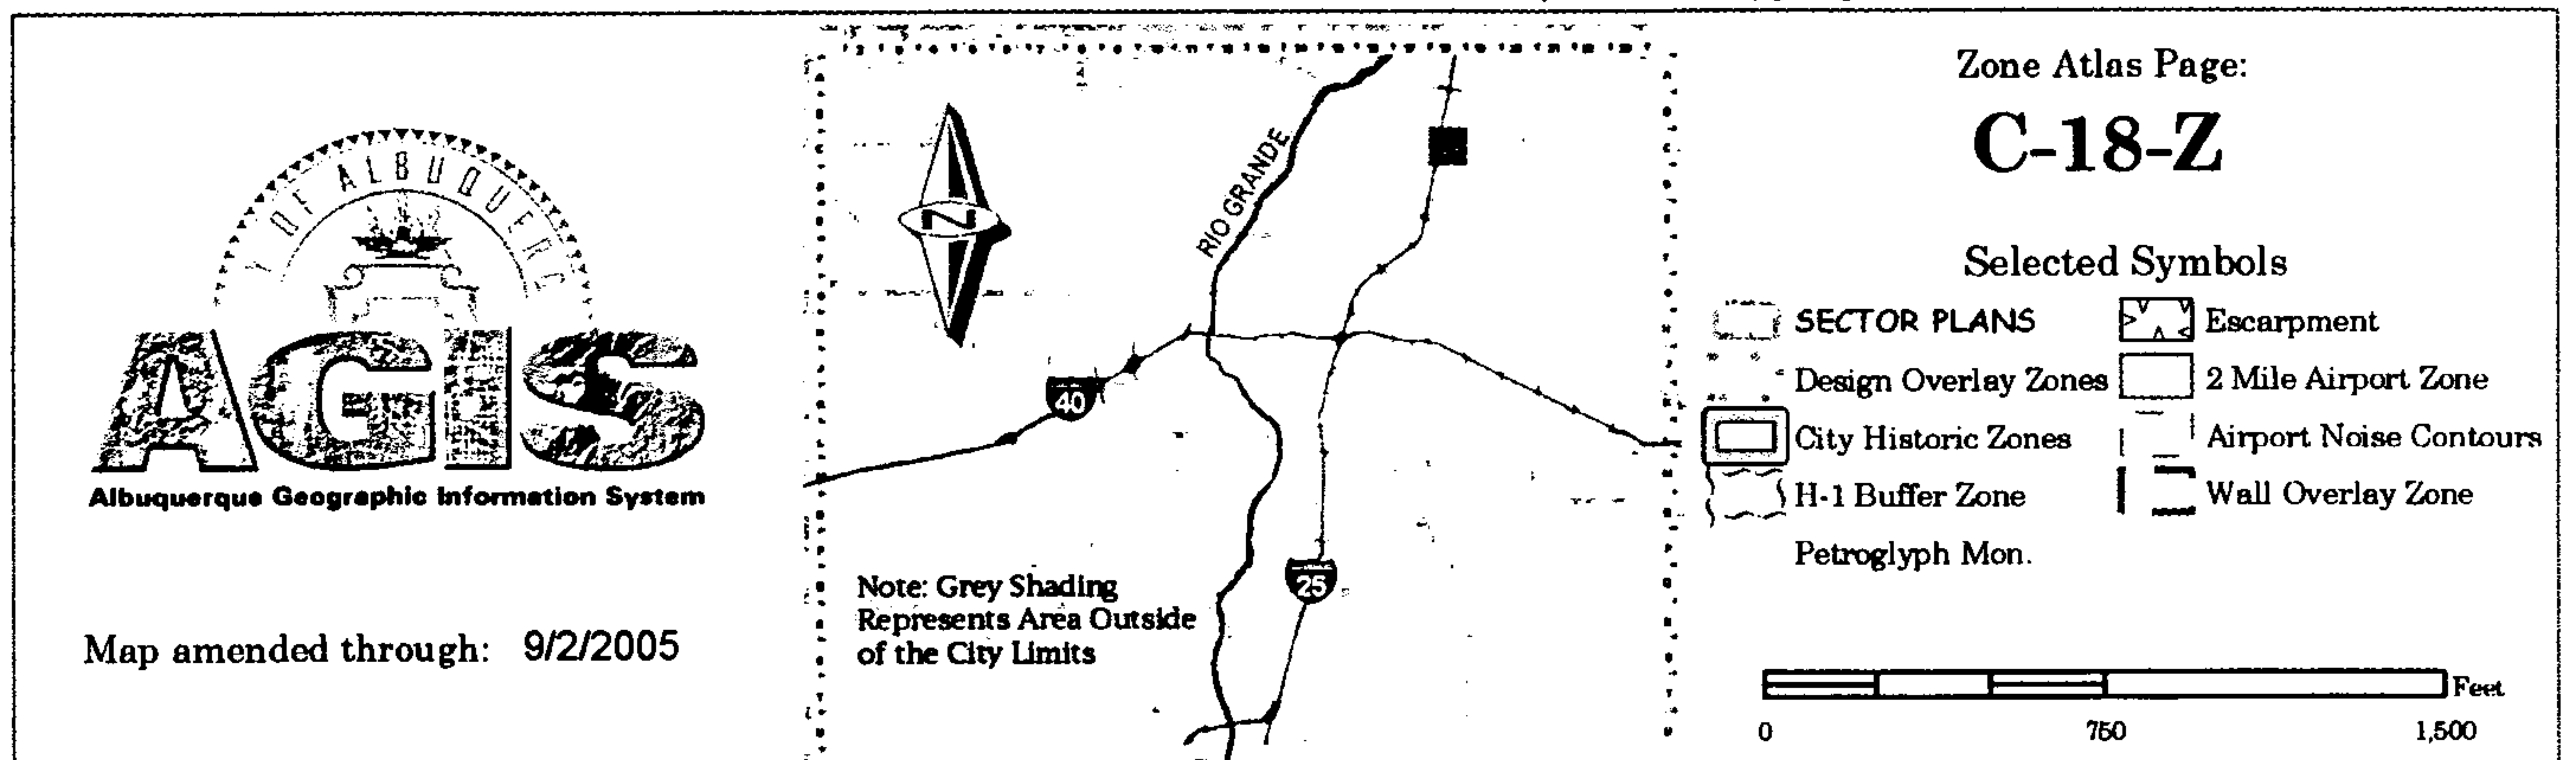 Y OF ALBUQUERQ
AGIS
Albuquerque Geographic Information System
Map amended through: 9/2/2005
N
RIO GRANDE
40
25
Note: Grey Shading
Represents Area Outside
of the City Limits
Zone Atlas Page:
C-18-Z
Selected Symbols
SECTOR PLANS
Escarpment
Design Overlay Zones
2 Mile Airport Zone
City Historic Zones
Airport Noise Contours
H-1 Buffer Zone
Wall Overlay Zone
Petroglyph Mon.
Feet
0 750 1,500